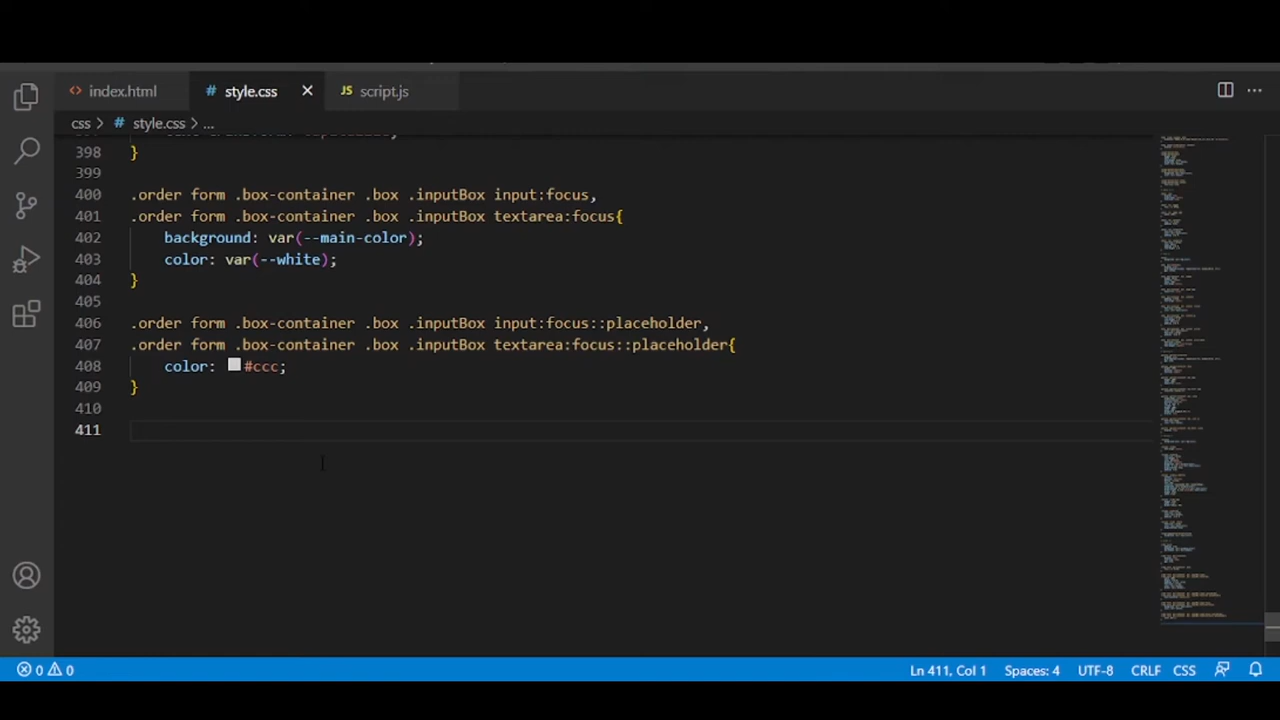 index.html
style.css
script.js
css > style.css > ...
398 }
399
400 .order form .box-container .box .inputBox input:focus,
401 .order form .box-container .box .inputBox textarea:focus{
402 background: var(--main-color);
403 color: var(--white);
404 }
405
406 .order form .box-container .box .inputBox input:focus::placeholder,
407 .order form .box-container .box .inputBox textarea:focus::placeholder{
408 color: #ccc;
409 }
410
411
0 0 Ln 411, Col 1 Spaces: 4 UTF-8 CRLF CSS